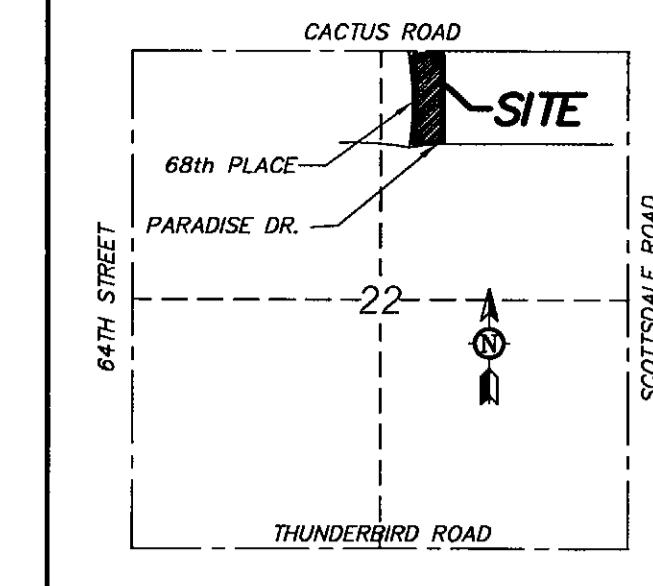 CACTUS ROAD
SITE
68th PLACE
PARADISE DR.
64TH STREET
SCOTTSDALE ROAD
22
N
THUNDERBIRD ROAD